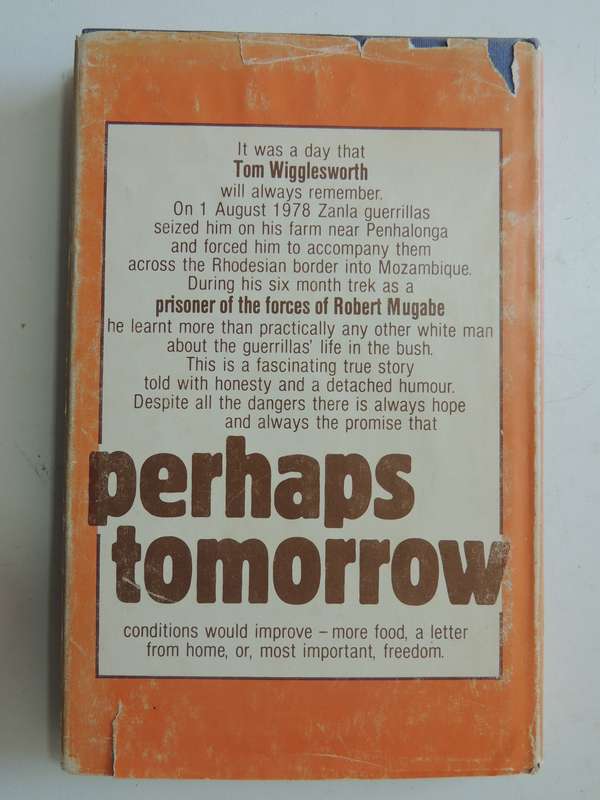 It was a day that
Tom Wigglesworth
will always remember.
On 1 August 1978 Zanla guerrillas
seized him on his farm near Penhalonga
and forced him to accompany them
across the Rhodesian border into Mozambique.
During his six month trek as a
prisoner of the forces of Robert Mugabe
he learnt more than practically any other white man
about the guerrillas' life in the bush.
This is a fascinating true story
told with honesty and a detached humour.
Despite all the dangers there is always hope
and always the promise that
perhaps
tomorrow
conditions would improve – more food, a letter
from home, or, most important, freedom.